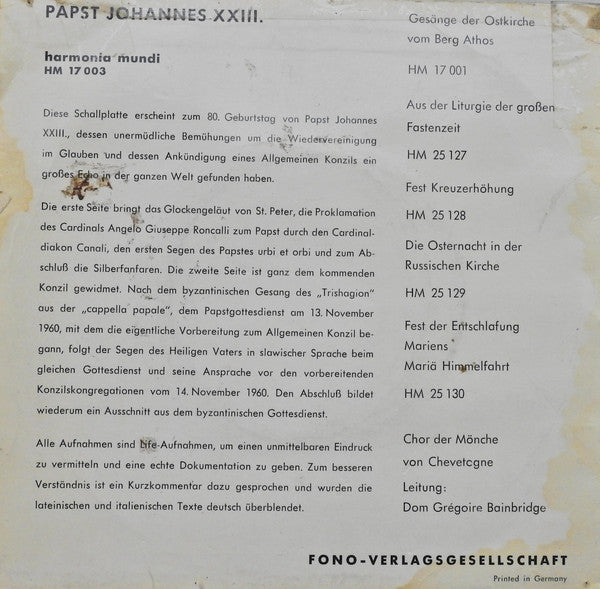 PAPST JOHANNES XXIII.
harmonia mundi
HM 17 003
Diese Schallplatte erscheint zum 80. Geburtstag von Papst Johannes
XXIII., dessen unermüdliche Bemühungen um die Wiedervereinigung
im Glauben und dessen Ankündigung eines Allgemeinen Konzils ein
großes Echo in der ganzen Welt gefunden haben.
Die erste Seite bringt das Glockengeläut von St. Peter, die Proklamation
des Cardinals Angelo Giuseppe Roncalli zum Papst durch den Cardinal-
diakon Canali, den ersten Segen des Papstes urbi et orbi und zum Ab-
schluß die Silberfanfaren. Die zweite Seite ist ganz dem kommenden
Konzil gewidmet. Nach dem byzantinischen Gesang des „Trishagion"
aus der „cappella papale", dem Papstgottesdienst am 13. November
1960, mit dem die eigentliche Vorbereitung zum Allgemeinen Konzil be-
gann, folgt der Segen des Heiligen Vaters in slawischer Sprache beim
gleichen Gottesdienst und seine Ansprache vor den vorbereitenden
Konzilskongregationen vom 14. November 1960. Den Abschluß bildet
wiederum ein Ausschnitt aus dem byzantinischen Gottesdienst.
Alle Aufnahmen sind Life-Aufnahmen, um einen unmittelbaren Eindruck
zu vermitteln und eine echte Dokumentation zu geben. Zum besseren
Verständnis ist ein Kurzkommentar dazu gesprochen und wurden die
lateinischen und italienischen Texte deutsch überblendet.
Gesänge der Ostkirche
vom Berg Athos
HM 17 001
Aus der Liturgie der großen
Fastenzeit
HM 25 127
Fest Kreuzerhöhung
HM 25 128
Die Osternacht in der
Russischen Kirche
HM 25 129
Fest der Entschlafung
Mariens
Mariä Himmelfahrt
HM 25 130
Chor der Mönche
von Chevetogne
Leitung:
Dom Grégoire Bainbridge
FONO-VERLAGSGESELLSCHAFT
Printed in Germany